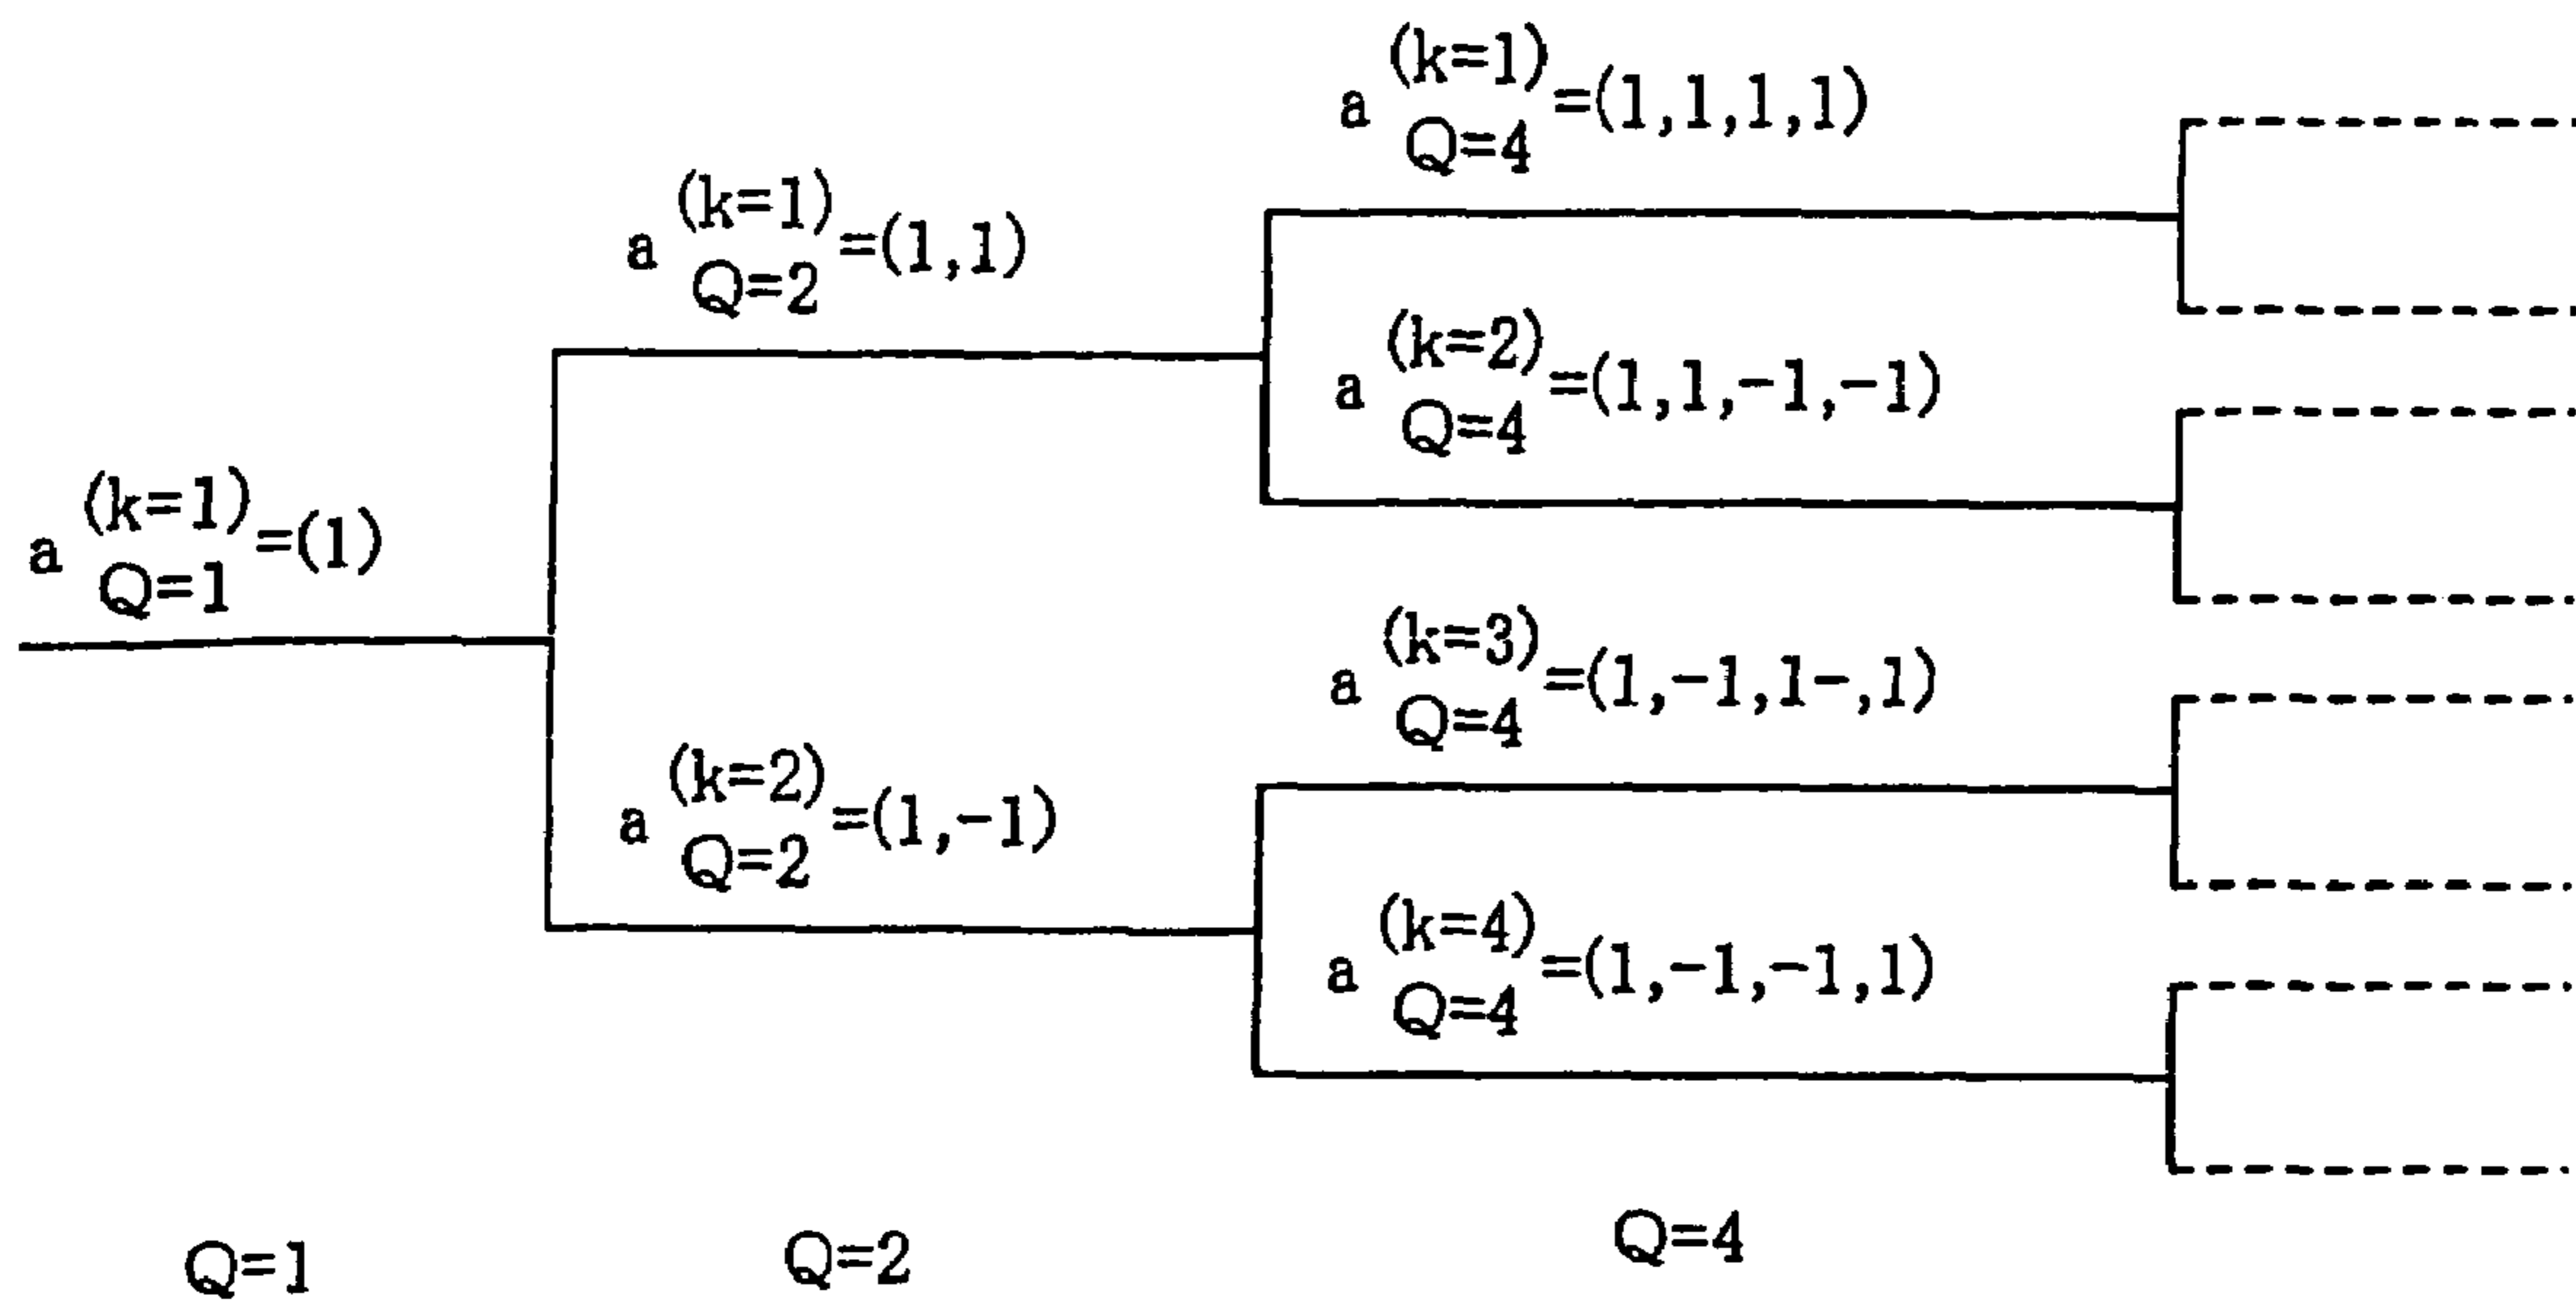 a (k=1) Q=4 =(1,1,1,1)
a (k=1) Q=2 =(1,1)
a (k=2) Q=4 =(1,1,-1,-1)
a (k=1) Q=1 =(1)
a (k=3) Q=4 =(1,-1,1-,1)
a (k=2) Q=2 =(1,-1)
a (k=4) Q=4 =(1,-1,-1,1)
Q=1 Q=2 Q=4